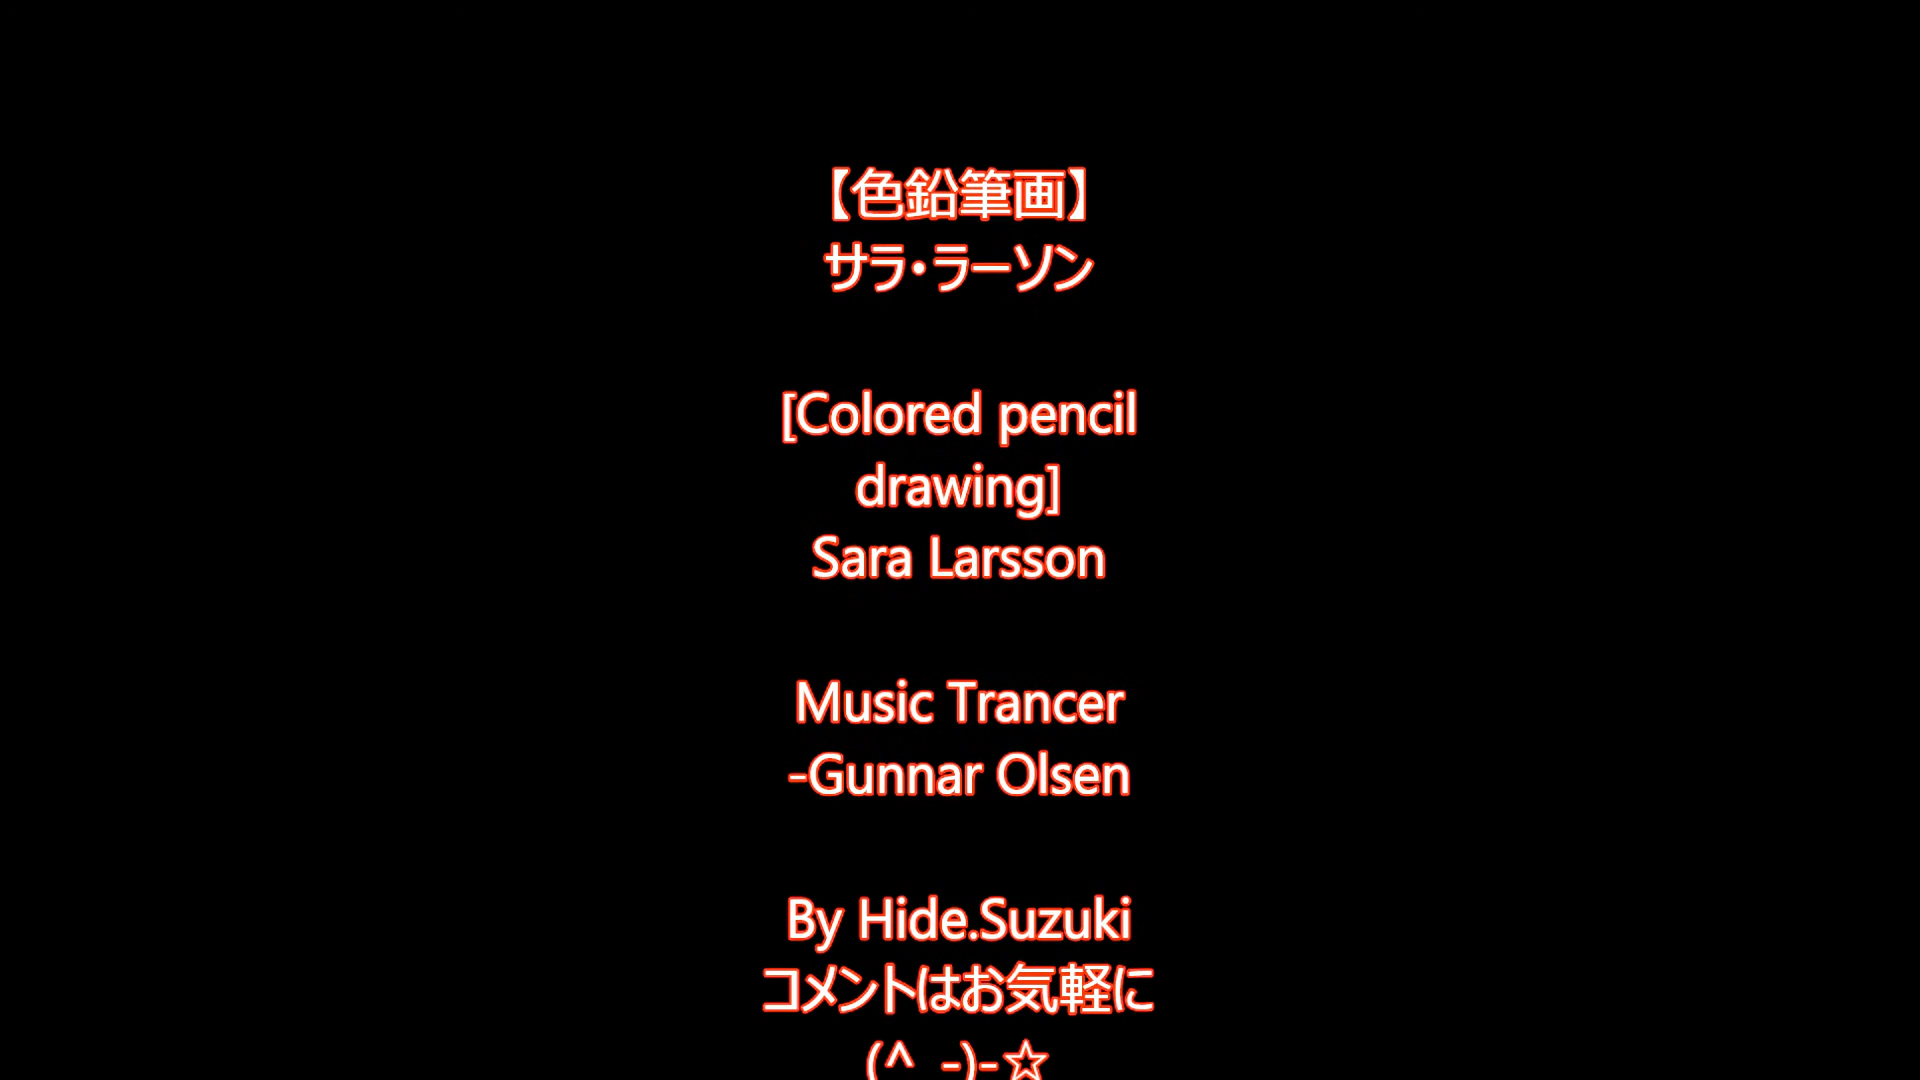 【色鉛筆画】
サラ・ラーソン
[Colored pencil
drawing]
Sara Larsson
Music Trancer
-Gunnar Olsen
By Hide.Suzuki
コメントはお気軽に
(^_-)-☆